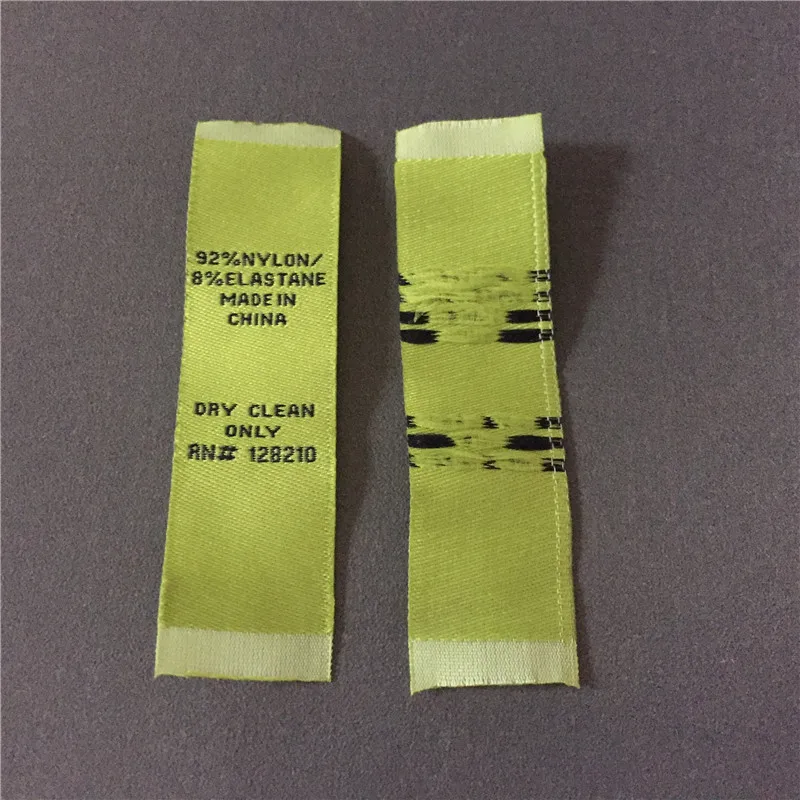 92%NYLON/
8%ELASTANE
MADE IN
CHINA
DRY CLEAN
ONLY
RN# 128210